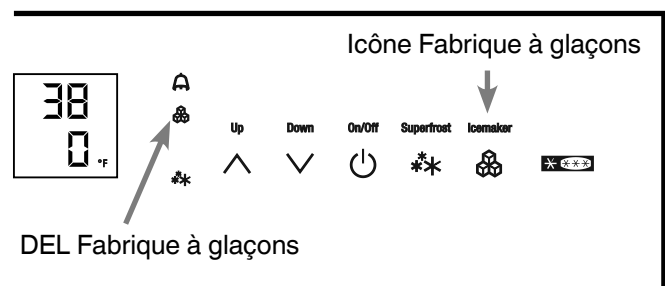 Icône Fabrique à glaçons
38
0 °F
Up Down On/Off Superfrost Icemaker
DEL Fabrique à glaçons